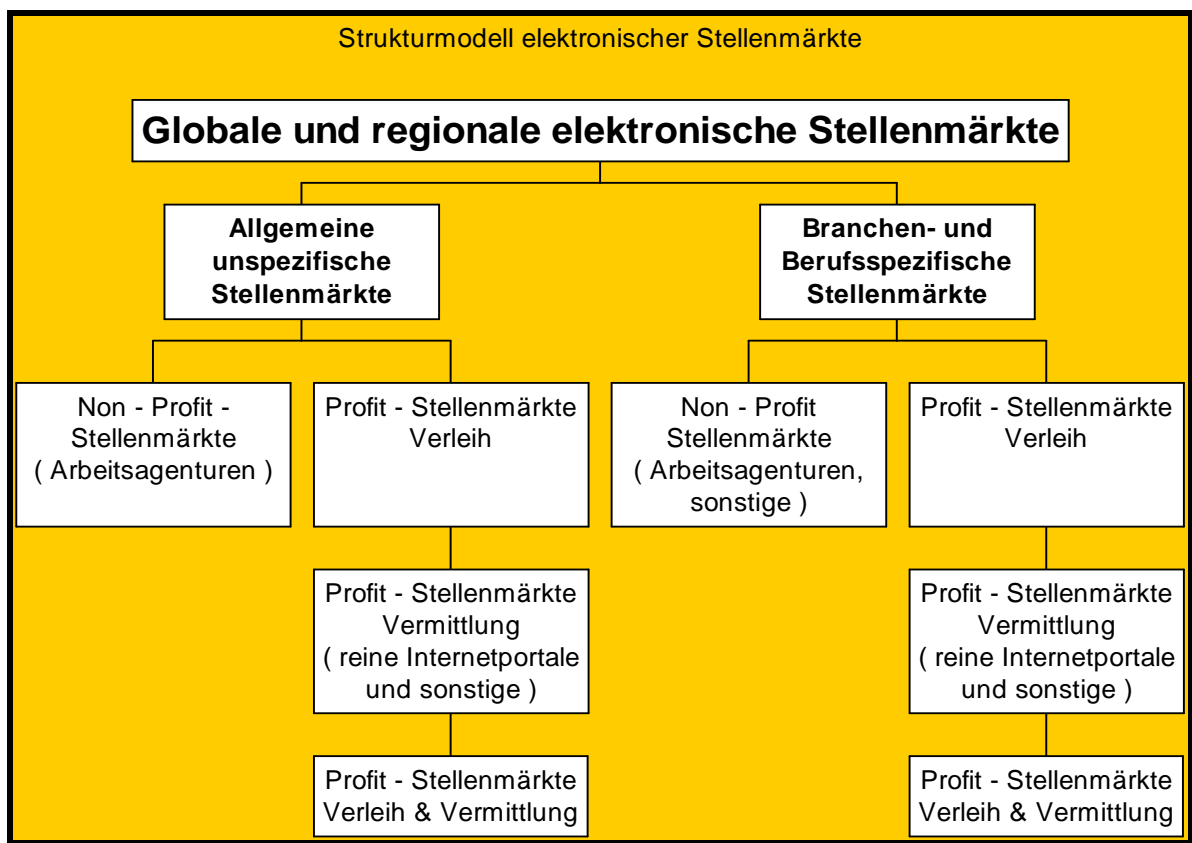 Strukturmodell elektronischer Stellenmärkte
Globale und regionale elektronische Stellenmärkte
Allgemeine
unspezifische
Stellenmärkte
Branchen- und
Berufsspezifische
Stellenmärkte
Non - Profit -
Stellenmärkte
( Arbeitsagenturen )
Profit - Stellenmärkte
Verleih
Non - Profit
Stellenmärkte
( Arbeitsagenturen,
sonstige )
Profit - Stellenmärkte
Verleih
Profit - Stellenmärkte
Vermittlung
( reine Internetportale
und sonstige )
Profit - Stellenmärkte
Vermittlung
( reine Internetportale
und sonstige )
Profit - Stellenmärkte
Verleih & Vermittlung
Profit - Stellenmärkte
Verleih & Vermittlung